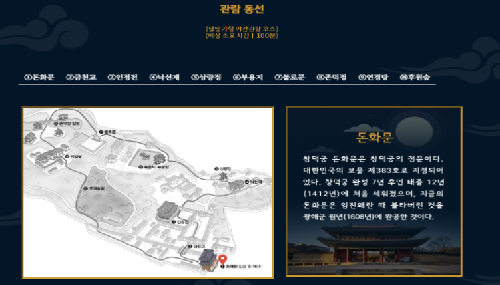 관람 동선
[달빛기행 야간관람 코스]
(예상 소요 시간 | 100분)
①돈화문 ②금천교 ③인정전 ④낙선재 ⑤상량정 ⑥부용지 ⑦불로문 ⑧존덕정 ⑨연경당 ⑩후원숲
돈화문
창덕궁 돈화문은 창덕궁의 정문이다.
대한민국의 보물 제383호로 지정되어
있다. 창덕궁 완성 7년 후인 태종 12년
(1412년)에 처음 세워졌으며, 지금의
돈화문은 임진왜란 때 불타버린 것을
광해군 원년(1608년)에 완공한 것이다.